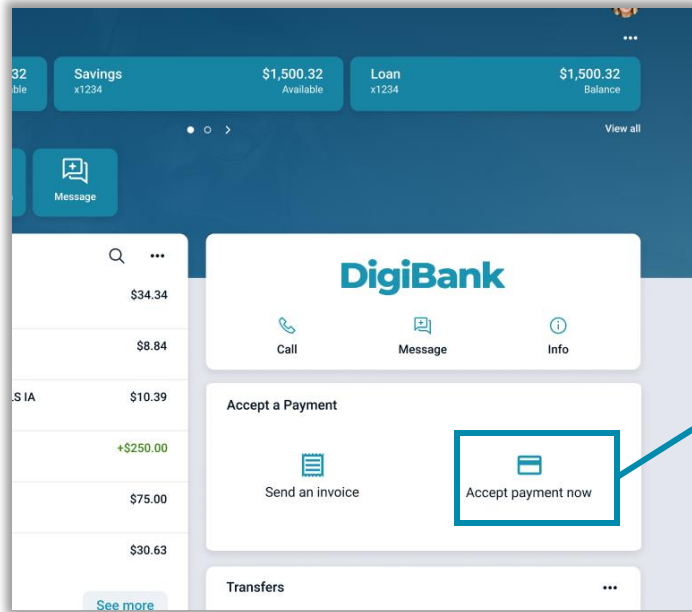 32
Savings
$1,500.32
Loan
$1,500.32
x1234
Available
x1234
Balance
View all
Message
$34.34
$8.84
S IA
$10.39
+$250.00
$75.00
$30.63
See more
DigiBank
Call
Message
Info
Accept a Payment
Send an invoice
Accept payment now
Transfers